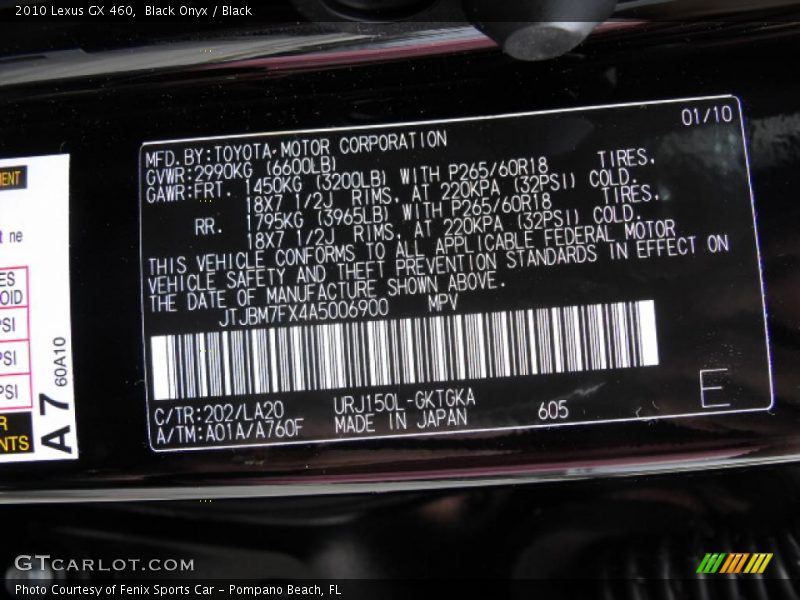 2010 Lexus GX 460, Black Onyx / Black
01/10
MFD. BY:TOYOTA MOTOR CORPORATION
GVWR:2990KG (6600LB)
GAWR:FRT. 1450KG (3200LB) WITH P265/60R18 TIRES,
18X7 1/2J RIMS, AT 220KPA (32PSI) COLD.
RR. 1795KG (3965LB) WITH P265/60R18 TIRES,
18X7 1/2J RIMS, AT 220KPA (32PSI) COLD.
THIS VEHICLE CONFORMS TO ALL APPLICABLE FEDERAL MOTOR
VEHICLE SAFETY AND THEFT PREVENTION STANDARDS IN EFFECT ON
THE DATE OF MANUFACTURE SHOWN ABOVE.
JTJBM7FX4A5006900 MPV
C/TR:202/LA20 URJ150L-GKTGKA
A/TM:A01A/A760F MADE IN JAPAN 605
E
A7 60A10
PSI
PSI
PSI
GTCARLOT.COM
Photo Courtesy of Fenix Sports Car - Pompano Beach, FL